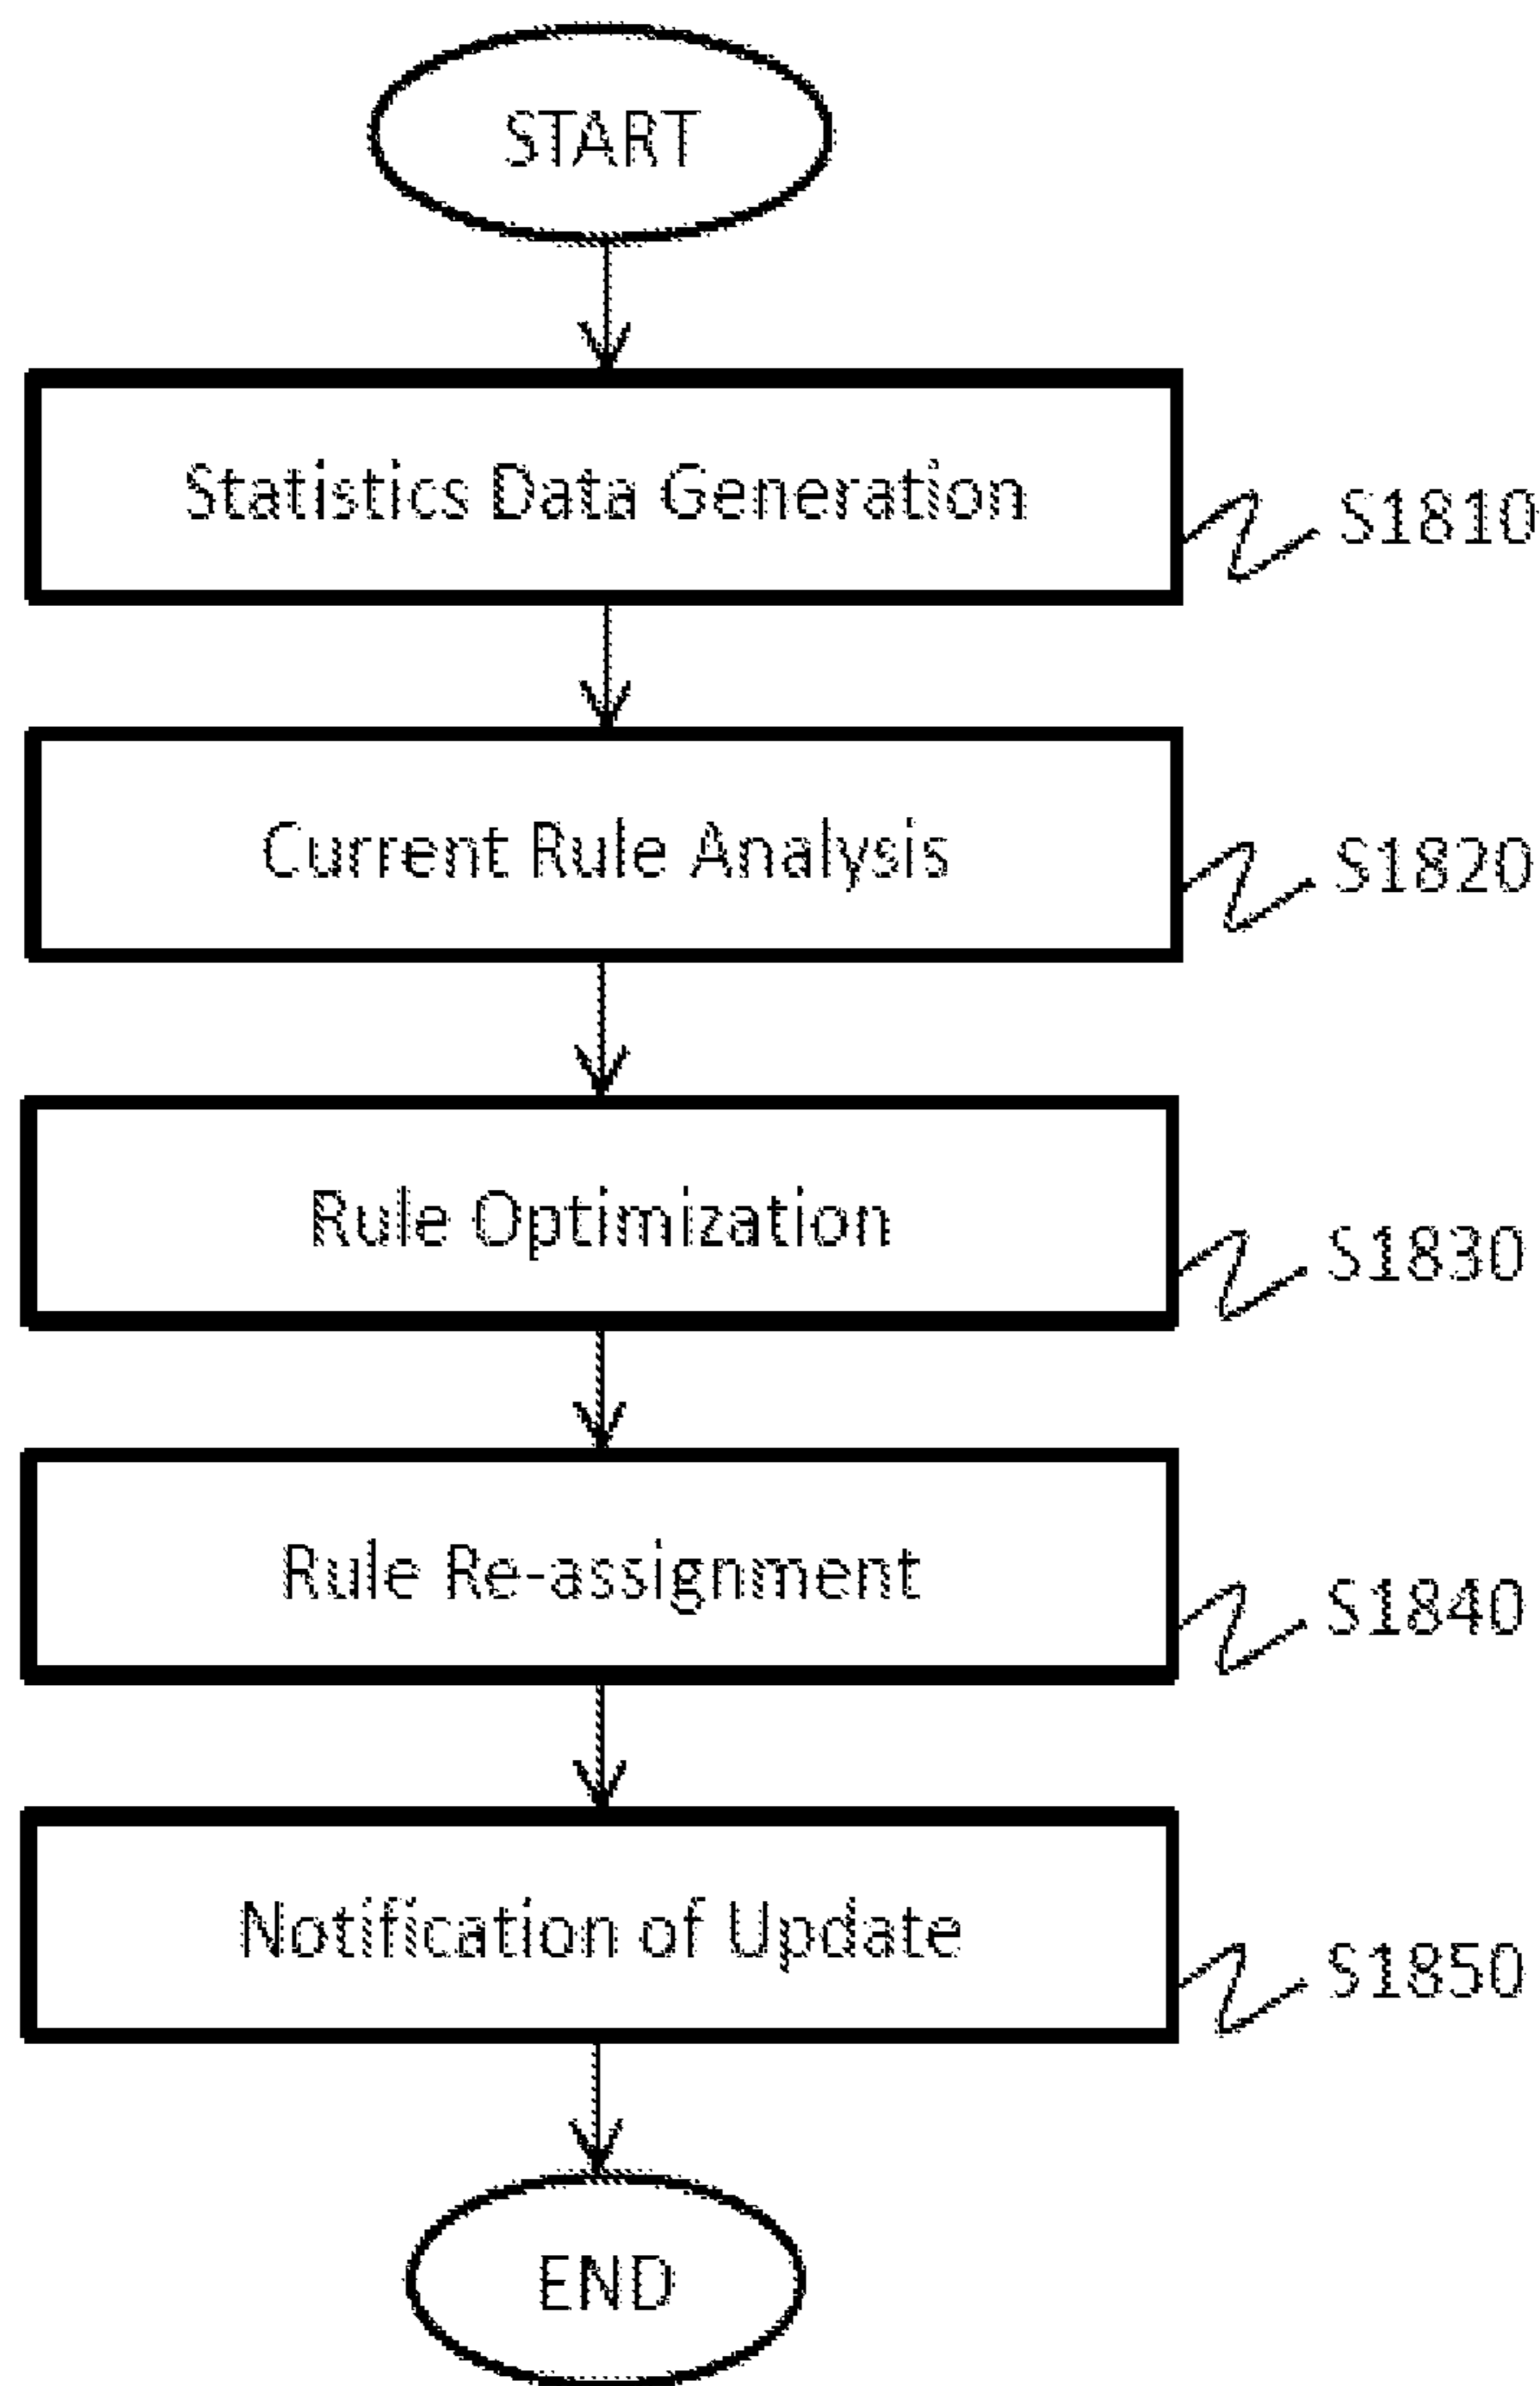 START
Statistics Data Generation
S1810
Current Rule Analysis
S1820
Rule Optimization
S1830
Rule Re-assignment
S1840
Notification of Update
S1850
END